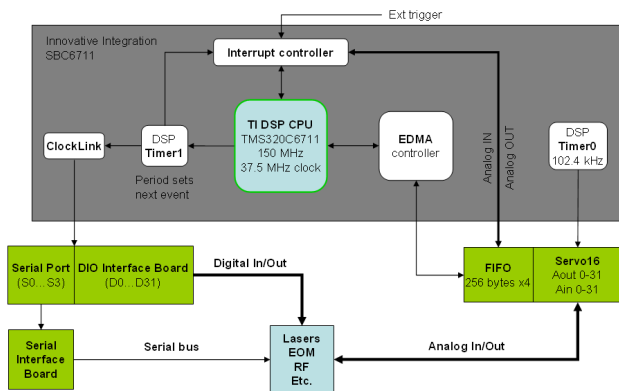 Ext trigger
Innovative Integration
SBC6711
Interrupt controller
ClockLink
DSP
Timer1
Period sets
next event
TI DSP CPU
TMS320C6711
150 MHz
37.5 MHz clock
EDMA
controller
Analog IN
Analog OUT
DSP
Timer0
102.4 kHz
Serial Port
(S0...S3)
DIO Interface Board
(D0...D31)
Digital In/Out
FIFO
256 bytes x4
Servo16
Aout 0-31
Ain 0-31
Serial
Interface
Board
Serial bus
Lasers
EOM
RF
Etc.
Analog In/Out